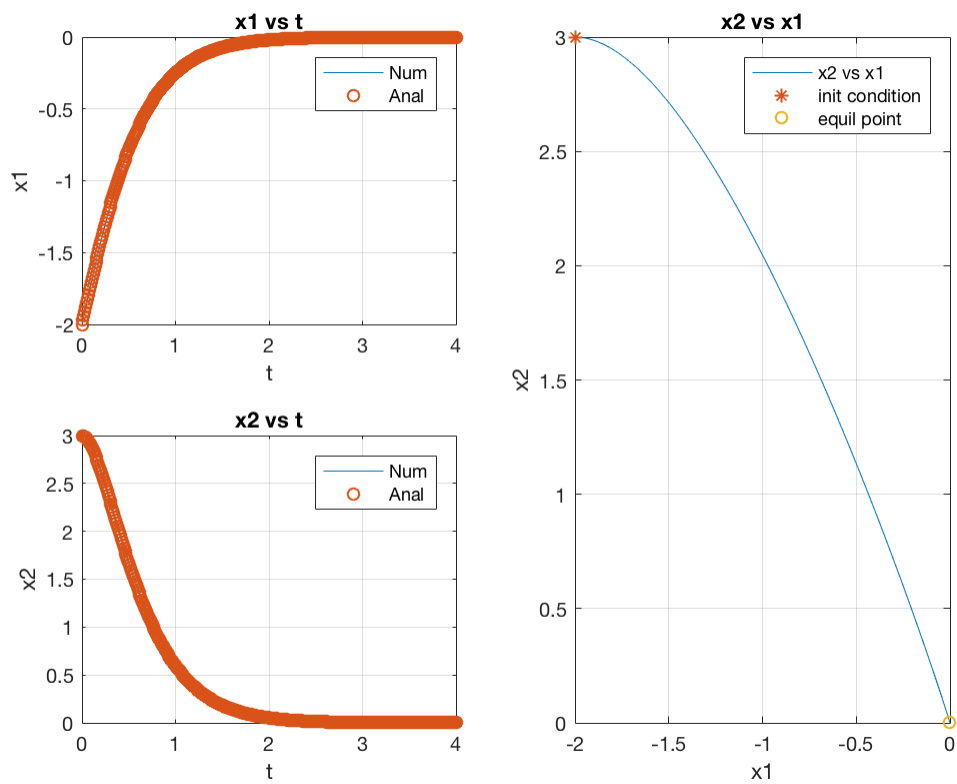 x1 vs t
0
-0.5
-1
-1.5
-2
x1
0 1 2 3 4
t
Num
Anal
x2 vs t
3
2.5
2
1.5
1
0.5
0
x2
0 1 2 3 4
t
Num
Anal
x2 vs x1
3
2.5
2
1.5
1
0.5
0
x2
-2 -1.5 -1 -0.5 0
x1
x2 vs x1
init condition
equil point